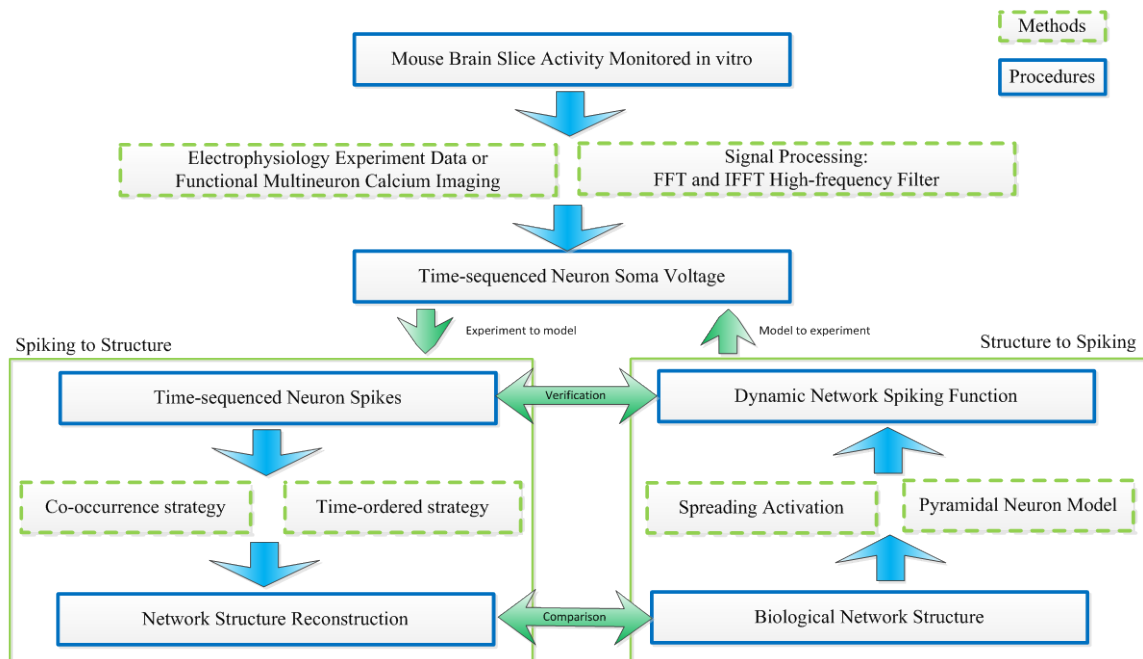 Methods
Mouse Brain Slice Activity Monitored in vitro
Procedures
Electrophysiology Experiment Data or
Functional Multineuron Calcium Imaging
Signal Processing:
FFT and IFFT High-frequency Filter
Time-sequenced Neuron Soma Voltage
Experiment to model
Model to experiment
Spiking to Structure
Structure to Spiking
Time-sequenced Neuron Spikes
Verification
Dynamic Network Spiking Function
Co-occurrence strategy
Time-ordered strategy
Spreading Activation
Pyramidal Neuron Model
Network Structure Reconstruction
Comparison
Biological Network Structure